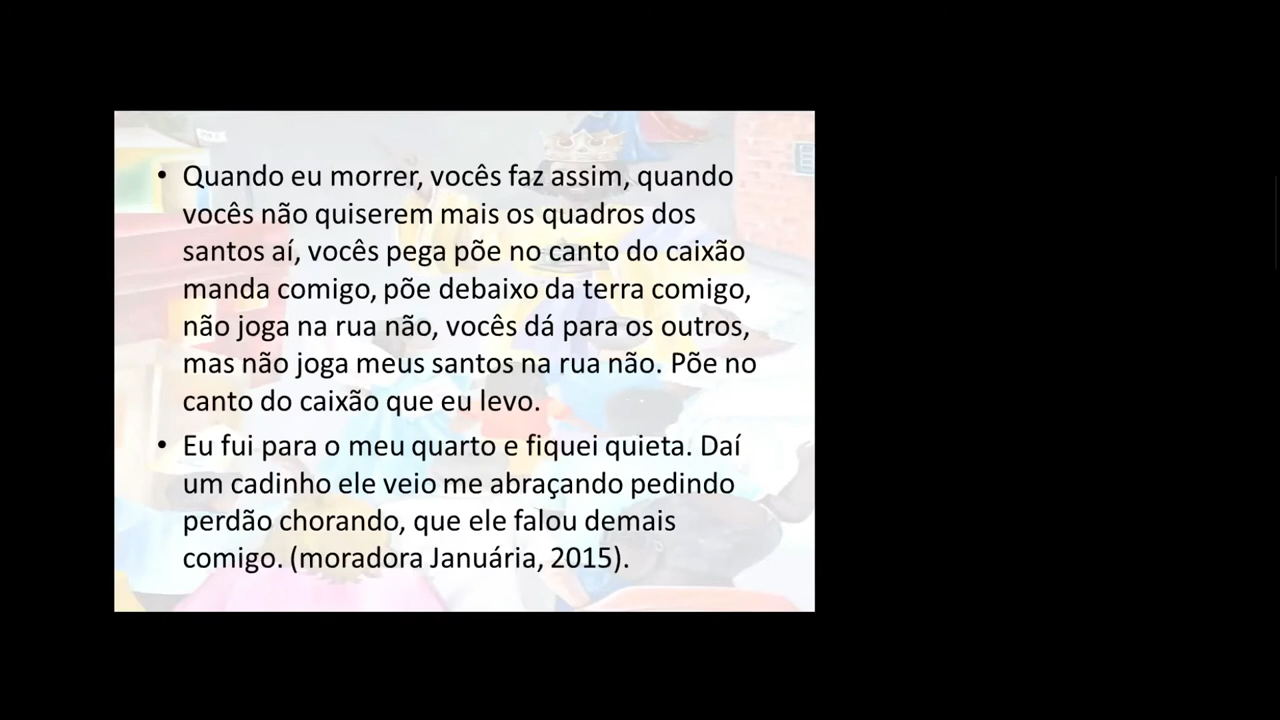 • Quando eu morrer, vocês faz assim, quando
vocês não quiserem mais os quadros dos
santos aí, vocês pega põe no canto do caixão
manda comigo, põe debaixo da terra comigo,
não joga na rua não, vocês dá para os outros,
mas não joga meus santos na rua não. Põe no
canto do caixão que eu levo.
• Eu fui para o meu quarto e fiquei quieta. Daí
um cadinho ele veio me abraçando pedindo
perdão chorando, que ele falou demais
comigo. (moradora Januária, 2015).